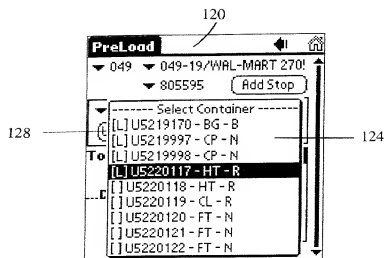 120
PreLoad
049 049-19/WAL-MART 270!
805595 Add Stop
Select Container
[L] U5219170 - BG - B
128 [L] U5219997 - CP - N 124
[L] U5219998 - CP - N
To
[L] U5220117 - HT - R
[ ] U5220118 - HT - R
[ ] U5220119 - CL - R
[ ] U5220120 - FT - N
[ ] U5220121 - FT - N
[ ] U5220122 - FT - N